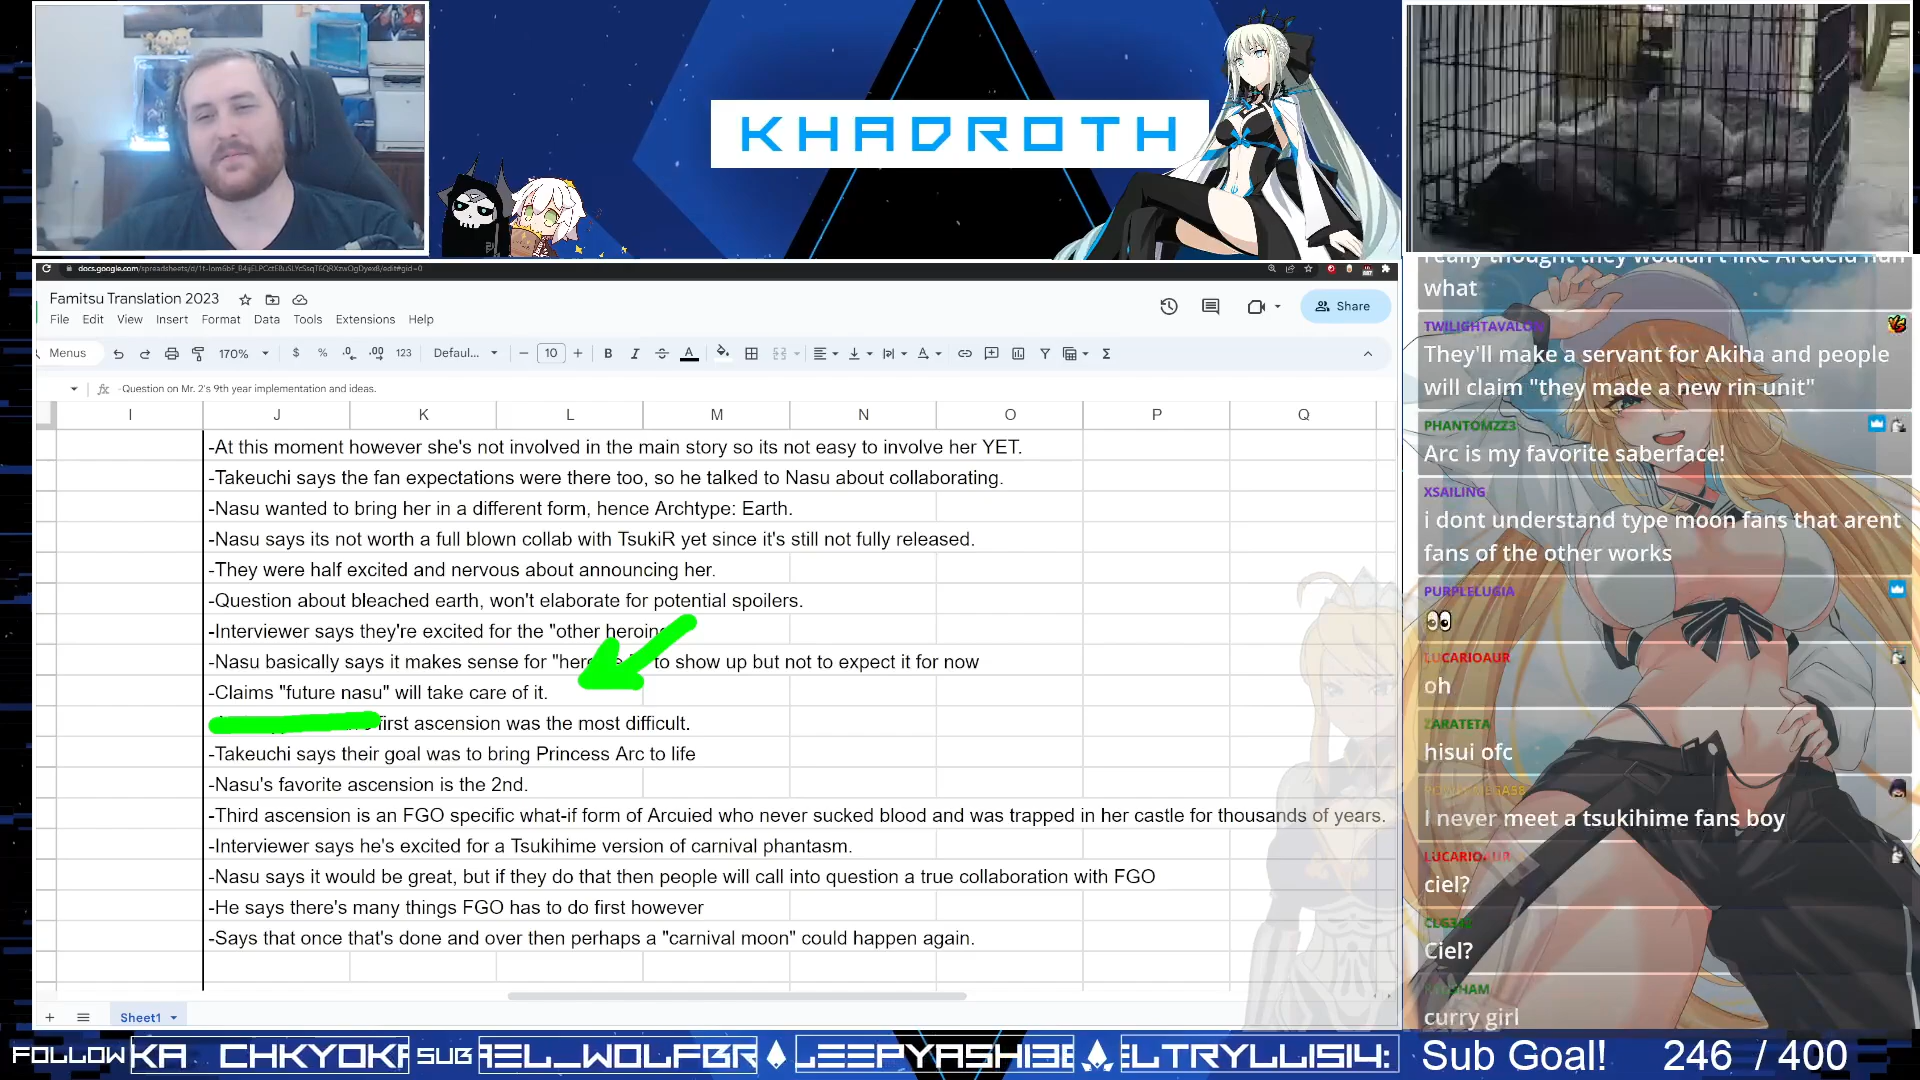 KHADROTH
docs.google.com
Famitsu Translation 2023
Share
File Edit View Insert Format Data Tools Extensions Help
Menus 170% $ % .0 .00 123 Defaul... − 10 + B I A Σ
fx -Question on Mr. 2's 9th year implementation and ideas.
I J K L M N O P Q
-At this moment however she's not involved in the main story so its not easy to involve her YET.
-Takeuchi says the fan expectations were there too, so he talked to Nasu about collaborating.
-Nasu wanted to bring her in a different form, hence Archtype: Earth.
-Nasu says its not worth a full blown collab with TsukiR yet since it's still not fully released.
-They were half excited and nervous about announcing her.
-Question about bleached earth, won't elaborate for potential spoilers.
-Interviewer says they're excited for the "other
-Nasu basically says it makes sense for to show up but not to expect it for now
-Claims "future nasu" will take care of it.
first ascension was the most difficult.
-Takeuchi says their goal was to bring Princess Arc to life
-Nasu's favorite ascension is the 2nd.
-Third ascension is an FGO specific what-if form of Arcuied who never sucked blood and was trapped in her castle for thousands of years.
-Interviewer says he's excited for a Tsukihime version of carnival phantasm.
-Nasu says it would be great, but if they do that then people will call into question a true collaboration with FGO
-He says there's many things FGO has to do first however
-Says that once that's done and over then perhaps a "carnival moon" could happen again.
+ Sheet1
what
TWILIGHTAVALON
They'll make a servant for Akiha and people
will claim "they made a new rin unit"
PHANTOMZZ3
Arc is my favorite saberface!
XSAILING
i dont understand type moon fans that arent
fans of the other works
PURPLELUGIA
LUCARIOAUR
oh
ZARATETA
hisui ofc
I never meet a tsukihime fans boy
LUCARIOAUR
ciel?
Ciel?
curry girl
FOLLOW KA CHKYOKA SUB
Sub Goal! 246 / 400